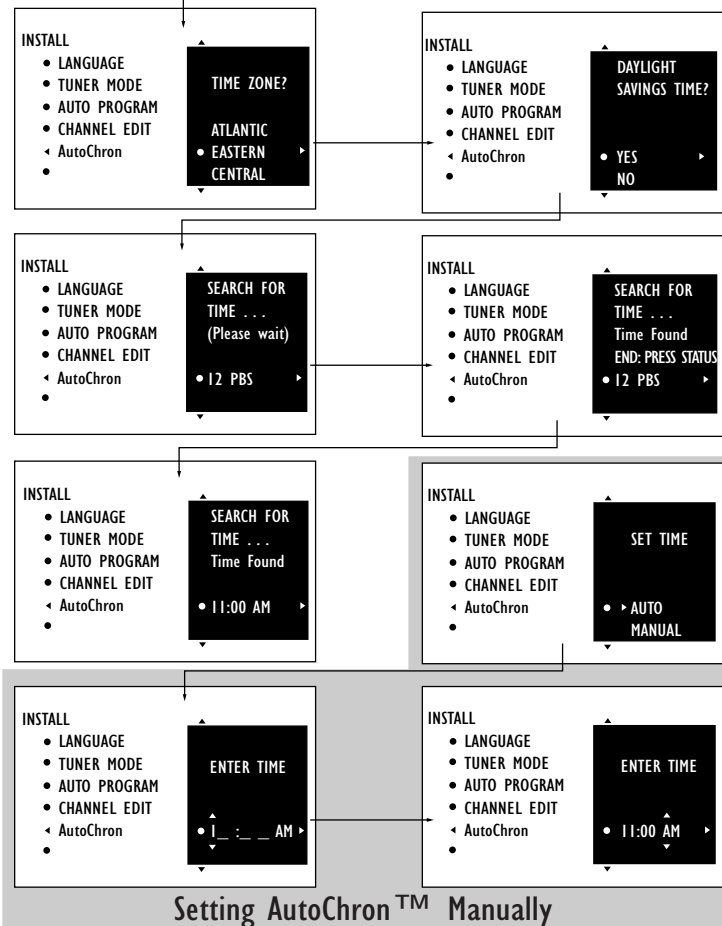 INSTALL
• LANGUAGE
• TUNER MODE
• AUTO PROGRAM
• CHANNEL EDIT
◂ AutoChron
•
TIME ZONE?
ATLANTIC
• EASTERN ▸
CENTRAL
INSTALL
• LANGUAGE
• TUNER MODE
• AUTO PROGRAM
• CHANNEL EDIT
◂ AutoChron
•
DAYLIGHT
SAVINGS TIME?
• YES ▸
NO
INSTALL
• LANGUAGE
• TUNER MODE
• AUTO PROGRAM
• CHANNEL EDIT
◂ AutoChron
•
SEARCH FOR
TIME . . .
(Please wait)
• 12 PBS ▸
INSTALL
• LANGUAGE
• TUNER MODE
• AUTO PROGRAM
• CHANNEL EDIT
◂ AutoChron
•
SEARCH FOR
TIME . . .
Time Found
END: PRESS STATUS
• 12 PBS ▸
INSTALL
• LANGUAGE
• TUNER MODE
• AUTO PROGRAM
• CHANNEL EDIT
◂ AutoChron
•
SEARCH FOR
TIME . . .
Time Found
• 11:00 AM ▸
INSTALL
• LANGUAGE
• TUNER MODE
• AUTO PROGRAM
• CHANNEL EDIT
◂ AutoChron
•
SET TIME
• ▸ AUTO
MANUAL
INSTALL
• LANGUAGE
• TUNER MODE
• AUTO PROGRAM
• CHANNEL EDIT
◂ AutoChron
•
ENTER TIME
• 1_ :_ _ AM ▸
INSTALL
• LANGUAGE
• TUNER MODE
• AUTO PROGRAM
• CHANNEL EDIT
◂ AutoChron
•
ENTER TIME
• 11:00 AM ▸
Setting AutoChron™ Manually